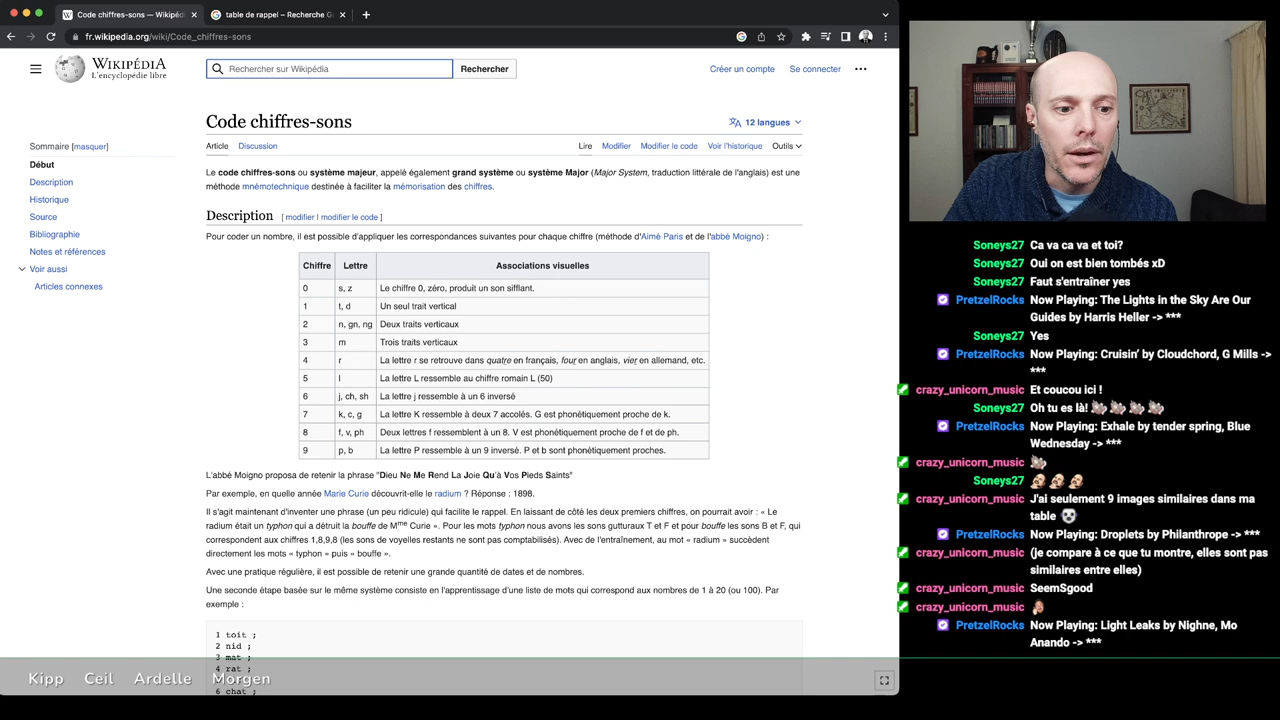 Code chiffres-sons — Wikipédi
table de rappel – Recherche G
fr.wikipedia.org/wiki/Code_chiffres-sons
WIKIPÉDIA
L'encyclopédie libre
Rechercher sur Wikipédia
Rechercher
Créer un compte
Se connecter
Code chiffres-sons
12 langues
Article
Discussion
Lire
Modifier
Modifier le code
Voir l'historique
Outils
Sommaire [masquer]
Début
Description
Historique
Source
Bibliographie
Notes et références
Voir aussi
Articles connexes
Le code chiffres-sons ou système majeur, appelé également grand système ou système Major (Major System, traduction littérale de l'anglais) est une
méthode mnémotechnique destinée à faciliter la mémorisation des chiffres.
Description [ modifier | modifier le code ]
Pour coder un nombre, il est possible d'appliquer les correspondances suivantes pour chaque chiffre (méthode d'Aimé Paris et de l'abbé Moigno) :
Chiffre Lettre Associations visuelles
0 s, z Le chiffre 0, zéro, produit un son sifflant.
1 t, d Un seul trait vertical
2 n, gn, ng Deux traits verticaux
3 m Trois traits verticaux
4 r La lettre r se retrouve dans quatre en français, four en anglais, vier en allemand, etc.
5 l La lettre L ressemble au chiffre romain L (50)
6 j, ch, sh La lettre j ressemble à un 6 inversé
7 k, c, g La lettre K ressemble à deux 7 accolés. G est phonétiquement proche de k.
8 f, v, ph Deux lettres f ressemblent à un 8. V est phonétiquement proche de f et de ph.
9 p, b La lettre P ressemble à un 9 inversé. P et b sont phonétiquement proches.
L'abbé Moigno proposa de retenir la phrase "Dieu Ne Me Rend La Joie Qu'à Vos Pieds Saints"
Par exemple, en quelle année Marie Curie découvrit-elle le radium ? Réponse : 1898.
Il s'agit maintenant d'inventer une phrase (un peu ridicule) qui facilite le rappel. En laissant de côté les deux premiers chiffres, on pourrait avoir : « Le
radium était un typhon qui a détruit la bouffe de Mme Curie ». Pour les mots typhon nous avons les sons gutturaux T et F et pour bouffe les sons B et F, qui
correspondent aux chiffres 1,8,9,8 (les sons de voyelles restants ne sont pas comptabilisés). Avec de l'entraînement, au mot « radium » succèdent
directement les mots « typhon » puis « bouffe ».
Avec une pratique régulière, il est possible de retenir une grande quantité de dates et de nombres.
Une seconde étape basée sur le même système consiste en l'apprentissage d'une liste de mots qui correspond aux nombres de 1 à 20 (ou 100). Par
exemple :
1 toit ;
2 nid ;
3 mat ;
4 rat ;
6 chat ;
Kipp Ceil Ardelle Morgen
Soneys27 Ca va ca va et toi?
Soneys27 Oui on est bien tombés xD
Soneys27 Faut s'entraîner yes
PretzelRocks Now Playing: The Lights in the Sky Are Our
Guides by Harris Heller -> ***
Soneys27 Yes
PretzelRocks Now Playing: Cruisin' by Cloudchord, G Mills ->
***
crazy_unicorn_music Et coucou ici !
Soneys27 Oh tu es là!
PretzelRocks Now Playing: Exhale by tender spring, Blue
Wednesday -> ***
crazy_unicorn_music
Soneys27
crazy_unicorn_music J'ai seulement 9 images similaires dans ma
table
PretzelRocks Now Playing: Droplets by Philanthrope -> ***
crazy_unicorn_music (je compare à ce que tu montre, elles sont pas
similaires entre elles)
crazy_unicorn_music SeemSgood
crazy_unicorn_music
PretzelRocks Now Playing: Light Leaks by Nighne, Mo
Anando -> ***